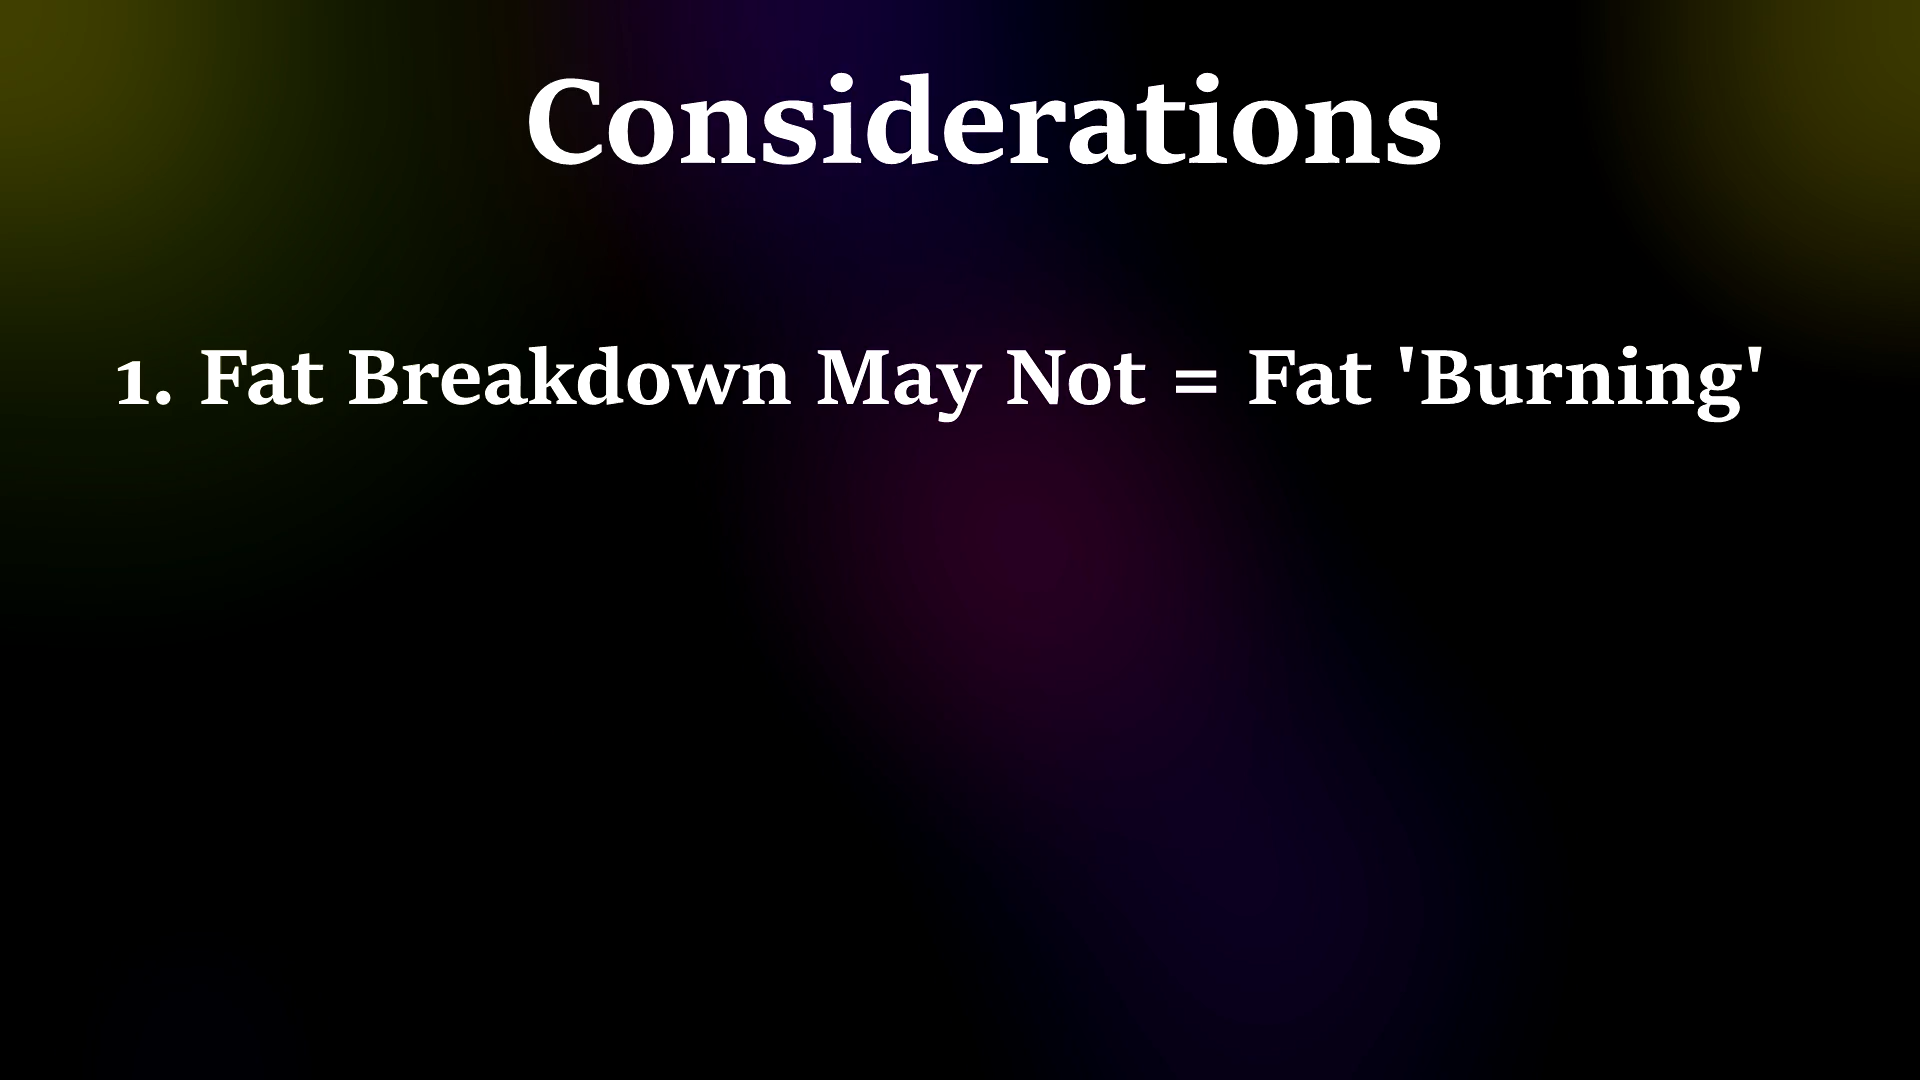 Considerations
1. Fat Breakdown May Not = Fat 'Burning'